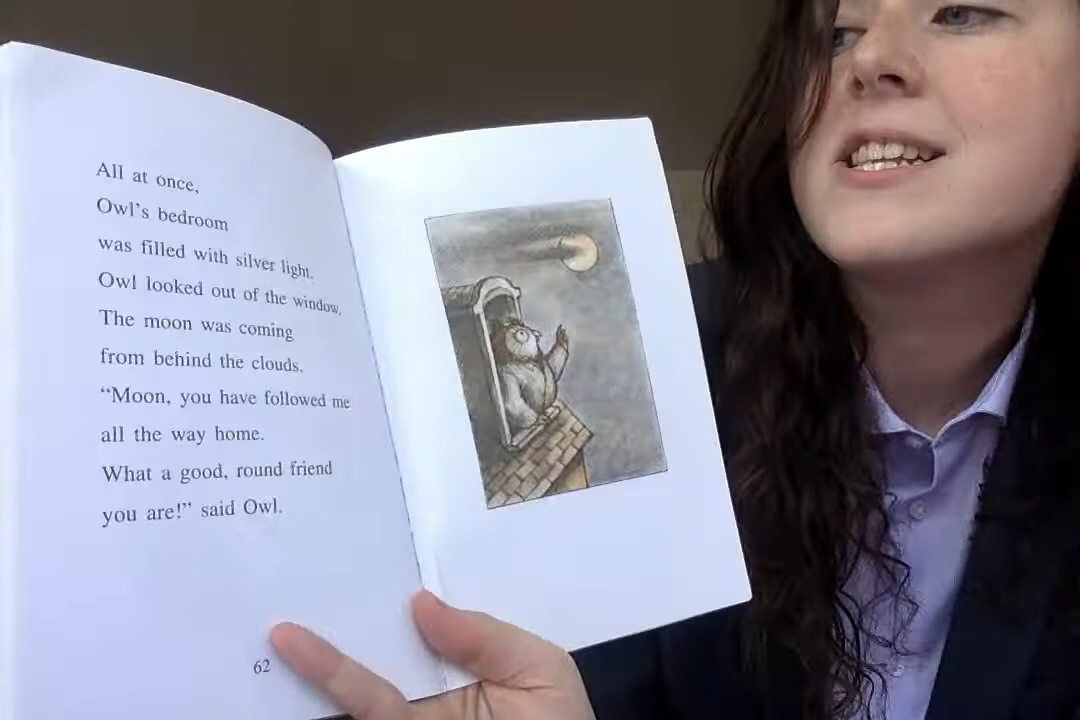 All at once,
Owl's bedroom
was filled with silver light.
Owl looked out of the window.
The moon was coming
from behind the clouds.
“Moon, you have followed me
all the way home.
What a good, round friend
you are!” said Owl.
62